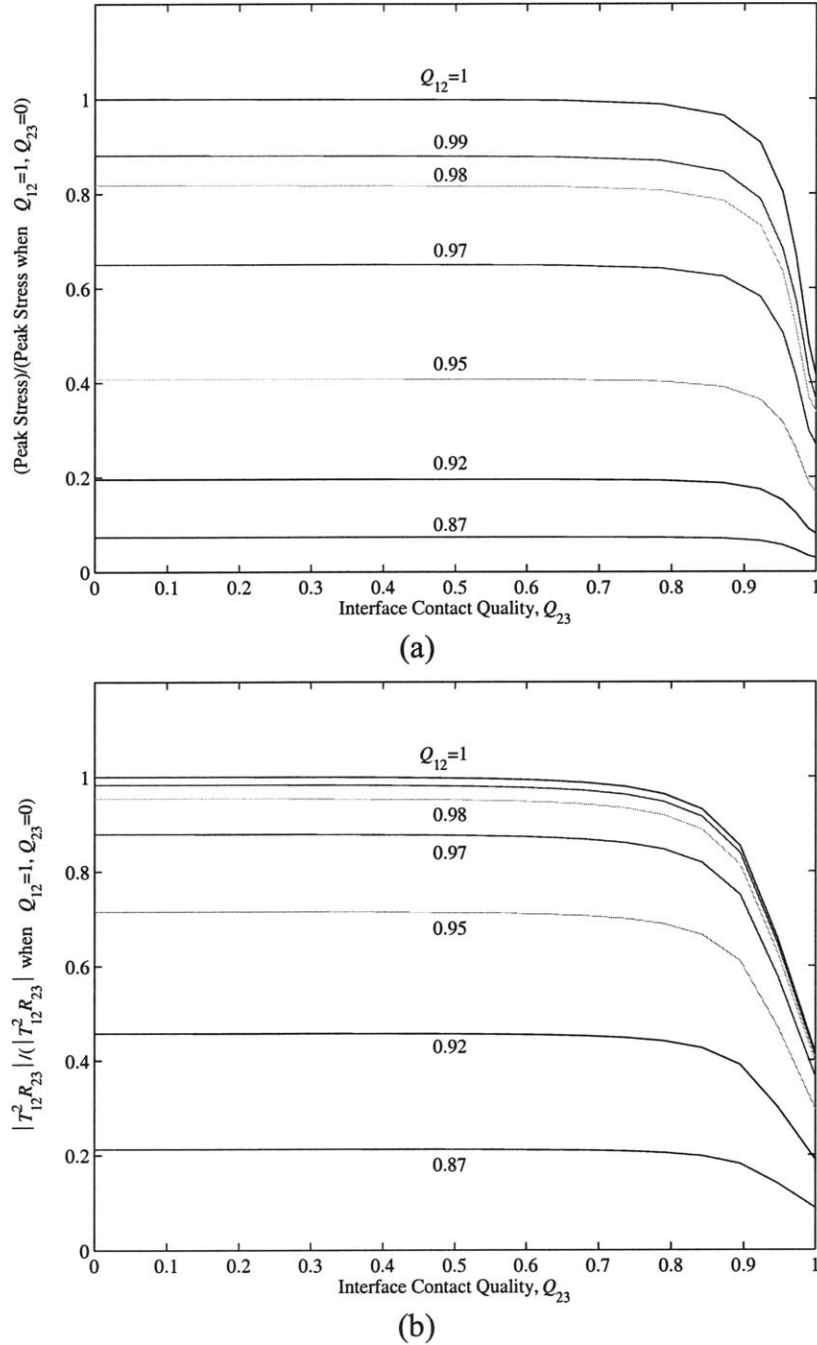 (Peak Stress)/(Peak Stress when Q₁₂=1, Q₂₃=0)
1
0.8
0.6
0.4
0.2
0
Q₁₂=1
0.99
0.98
0.97
0.95
0.92
0.87
0 0.1 0.2 0.3 0.4 0.5 0.6 0.7 0.8 0.9 1
Interface Contact Quality, Q₂₃
(a)
|T²₁₂R₂₃|/(|T²₁₂R₂₃| when Q₁₂=1, Q₂₃=0)
1
0.8
0.6
0.4
0.2
0
Q₁₂=1
0.98
0.97
0.95
0.92
0.87
0 0.1 0.2 0.3 0.4 0.5 0.6 0.7 0.8 0.9 1
Interface Contact Quality, Q₂₃
(b)